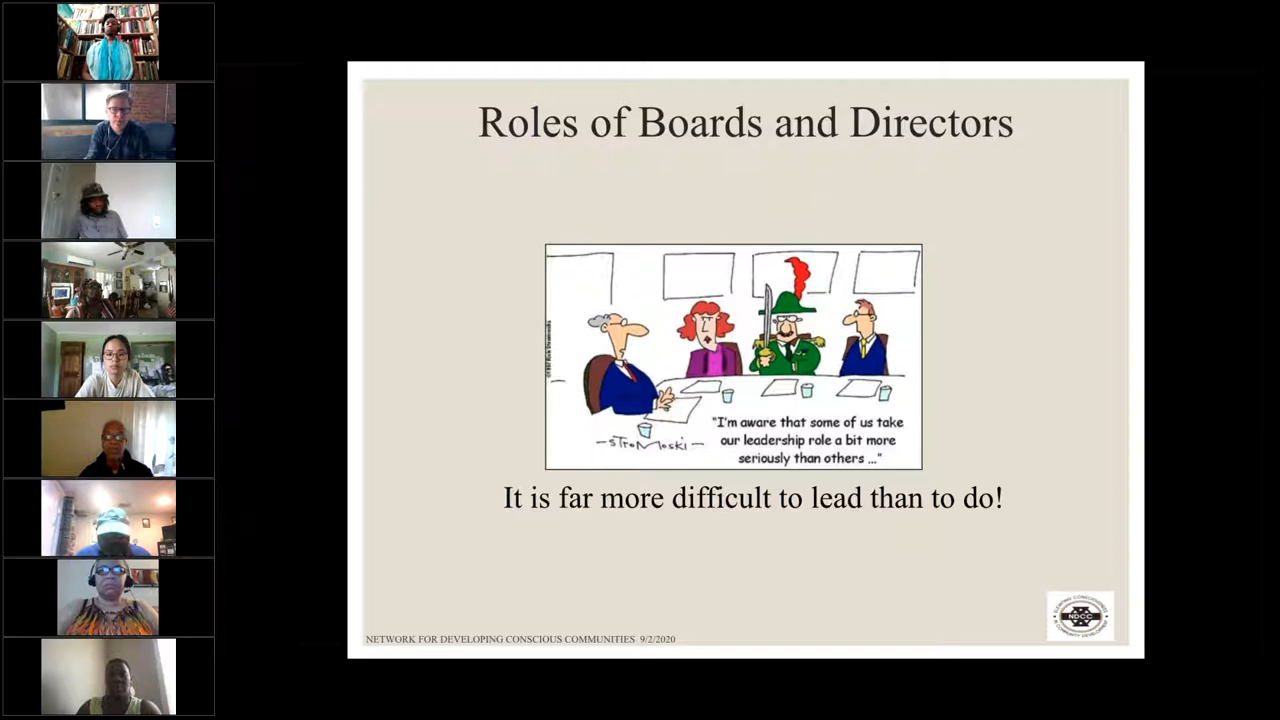 Roles of Boards and Directors
"I'm aware that some of us take
our leadership role a bit more
seriously than others ..."
-stRoMoski-
It is far more difficult to lead than to do!
NETWORK FOR DEVELOPING CONSCIOUS COMMUNITIES 9/2/2020
NDCC